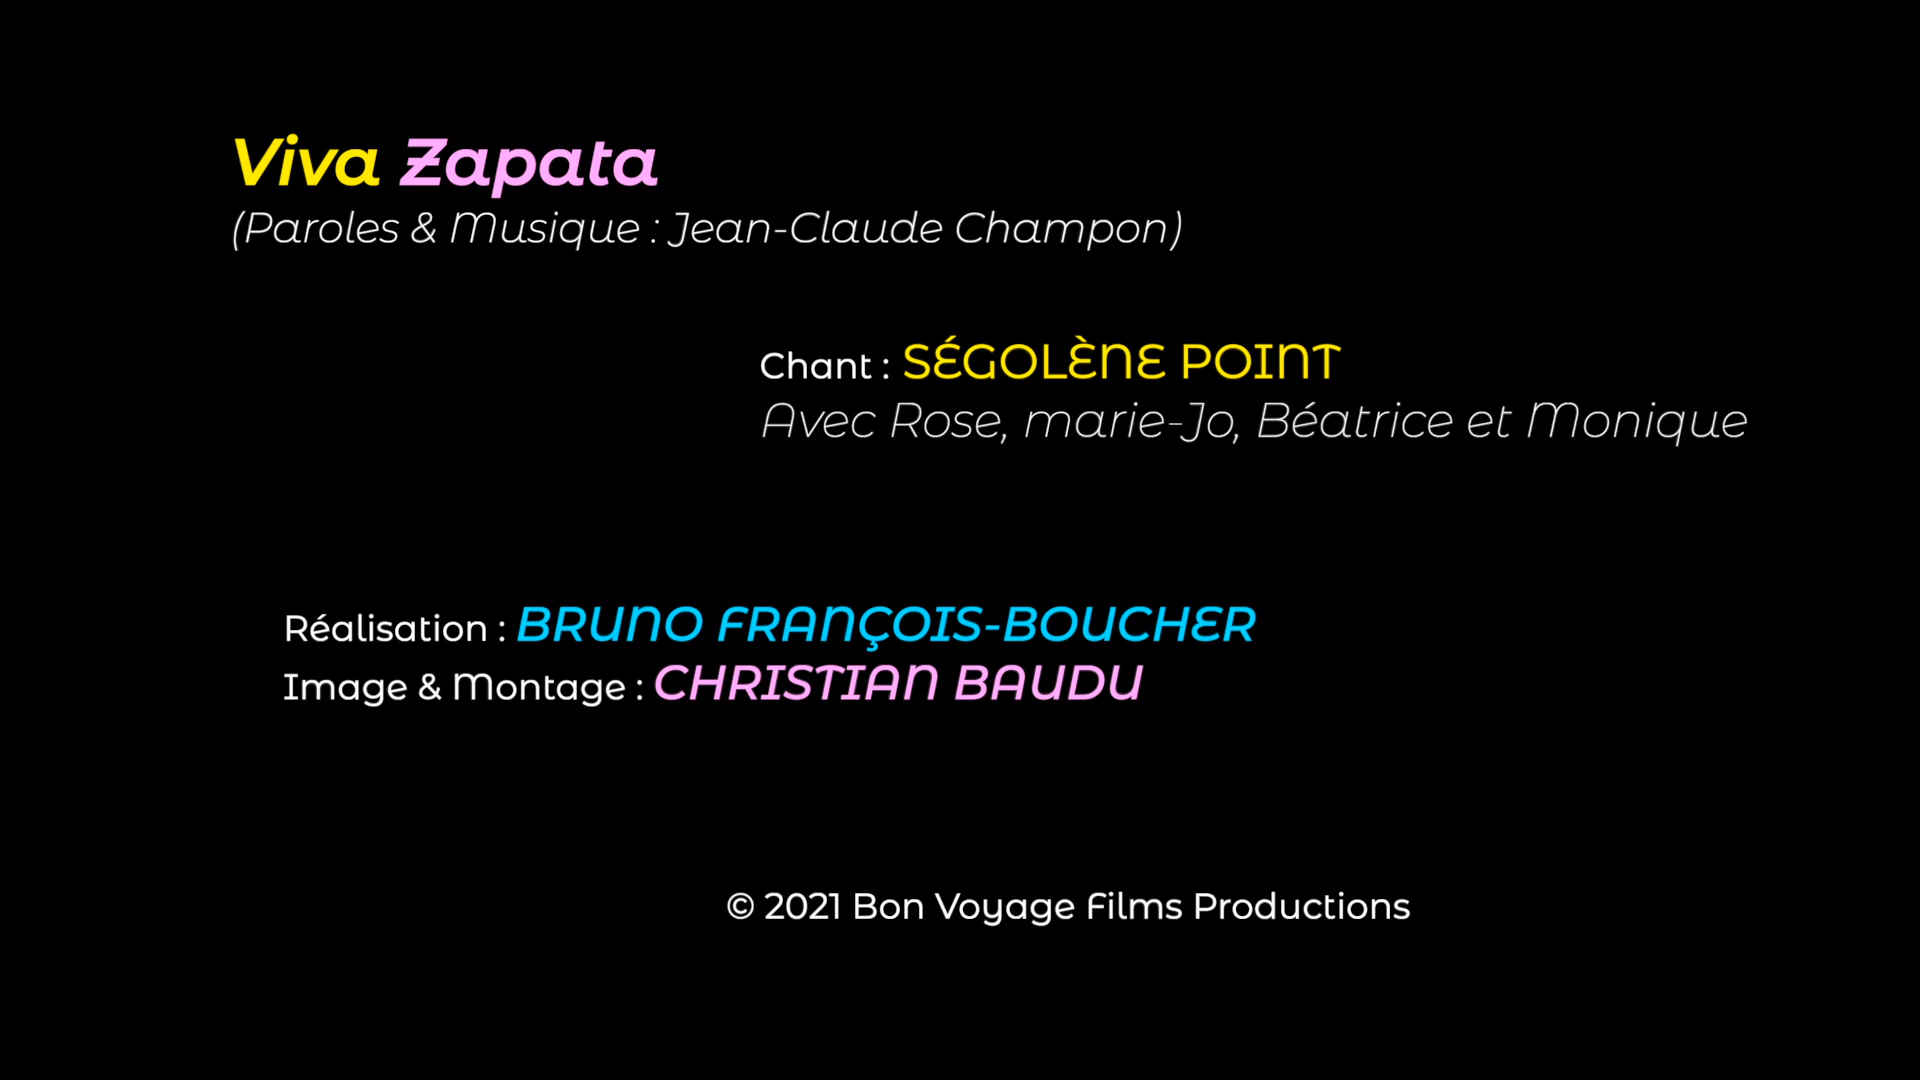 Viva Zapata
(Paroles & Musique : Jean-Claude Champon)
Chant : SÉGOLÈNE POINT
Avec Rose, marie-Jo, Béatrice et Monique
Réalisation : BRUNO FRANÇOIS-BOUCHER
Image & Montage : CHRISTIAN BAUDU
© 2021 Bon Voyage Films Productions